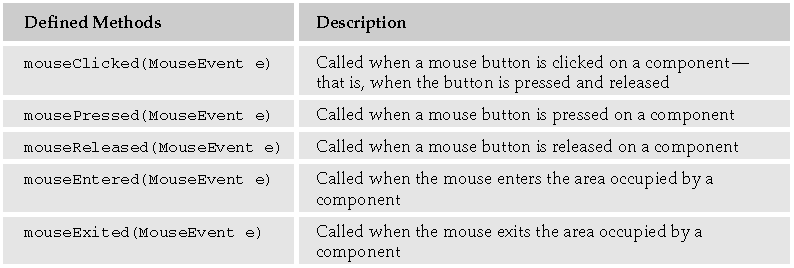 Defined Methods Description
mouseClicked(MouseEvent e) Called when a mouse button is clicked on a component—
that is, when the button is pressed and released
mousePressed(MouseEvent e) Called when a mouse button is pressed on a component
mouseReleased(MouseEvent e) Called when a mouse button is released on a component
mouseEntered(MouseEvent e) Called when the mouse enters the area occupied by a
component
mouseExited(MouseEvent e) Called when the mouse exits the area occupied by a
component